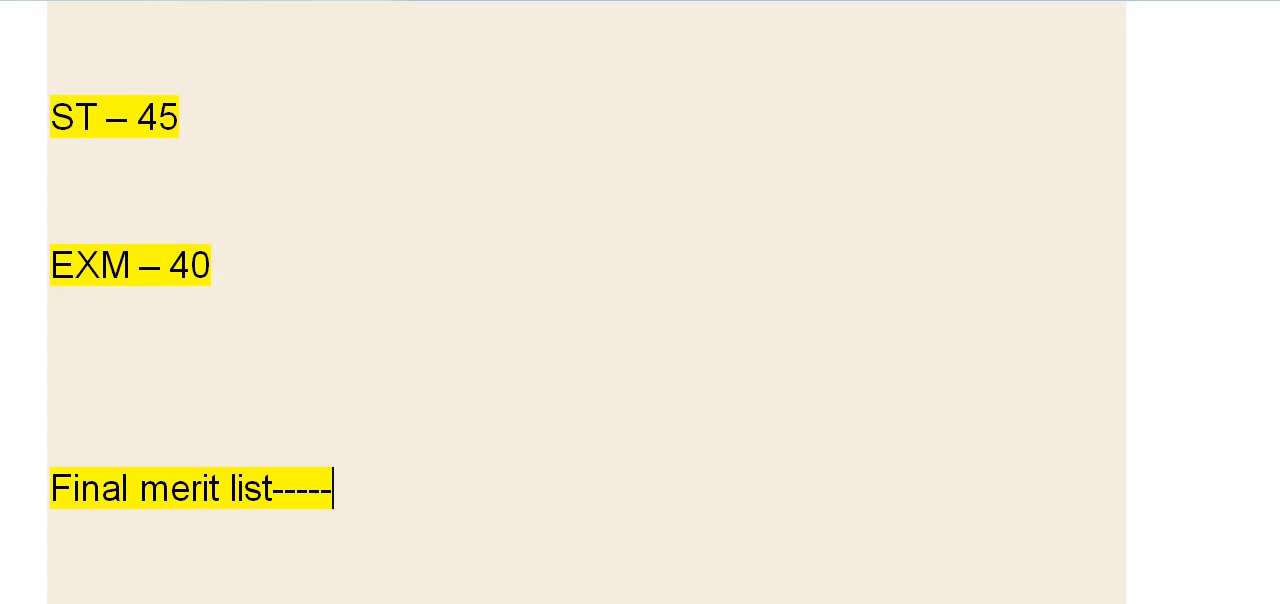 ST – 45
EXM – 40
Final merit list-----